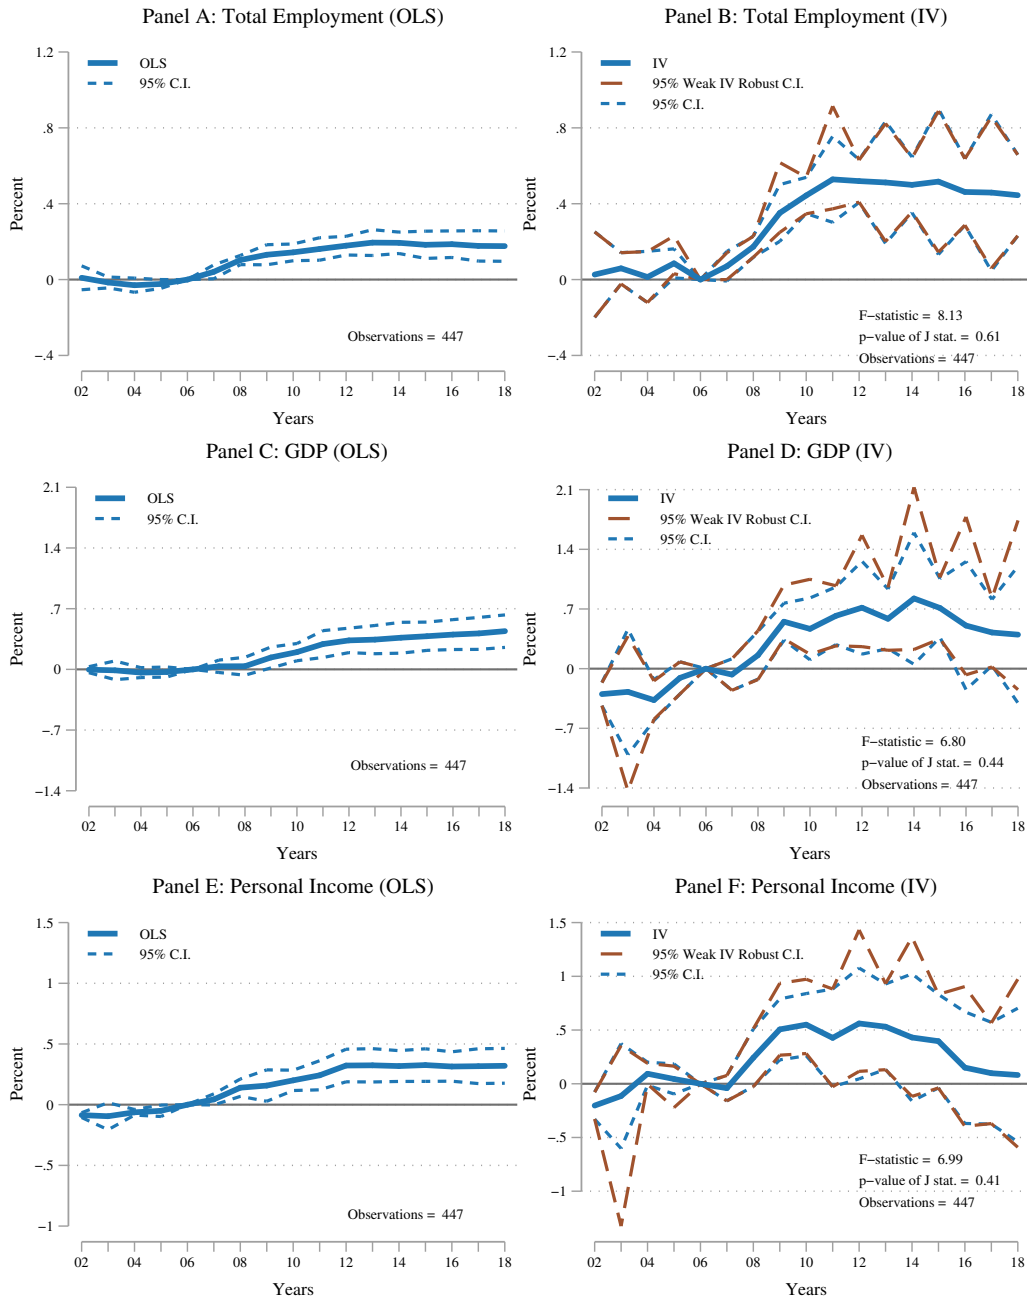 Panel A: Total Employment (OLS)
1.2
.8
.4
0
−.4
Percent
OLS
95% C.I.
Observations = 447
02 04 06 08 10 12 14 16 18
Years
Panel B: Total Employment (IV)
1.2
.8
.4
0
−.4
Percent
IV
95% Weak IV Robust C.I.
95% C.I.
F−statistic = 8.13
p−value of J stat. = 0.61
Observations = 447
02 04 06 08 10 12 14 16 18
Years
Panel C: GDP (OLS)
2.1
1.4
.7
0
−.7
−1.4
Percent
OLS
95% C.I.
Observations = 447
02 04 06 08 10 12 14 16 18
Years
Panel D: GDP (IV)
2.1
1.4
.7
0
−.7
−1.4
Percent
IV
95% Weak IV Robust C.I.
95% C.I.
F−statistic = 6.80
p−value of J stat. = 0.44
Observations = 447
02 04 06 08 10 12 14 16 18
Years
Panel E: Personal Income (OLS)
1.5
1
.5
0
−.5
−1
Percent
OLS
95% C.I.
Observations = 447
02 04 06 08 10 12 14 16 18
Years
Panel F: Personal Income (IV)
1.5
1
.5
0
−.5
−1
Percent
IV
95% Weak IV Robust C.I.
95% C.I.
F−statistic = 6.99
p−value of J stat. = 0.41
Observations = 447
02 04 06 08 10 12 14 16 18
Years